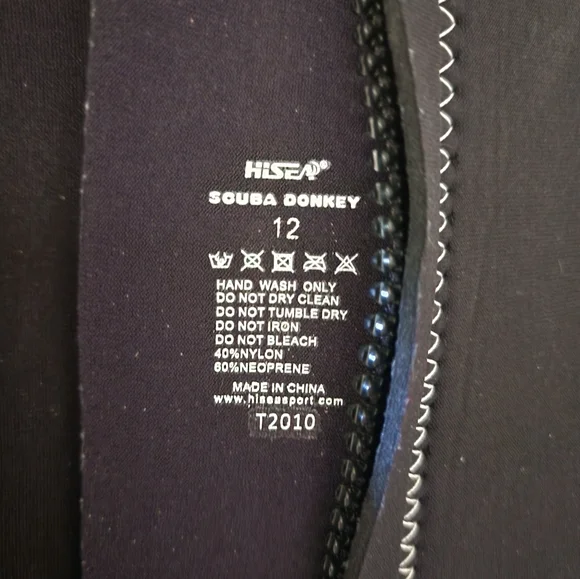 HISEA®
SCUBA DONKEY
12
HAND WASH ONLY
DO NOT DRY CLEAN
DO NOT TUMBLE DRY
DO NOT IRON
DO NOT BLEACH
40%NYLON
60%NEOPRENE
MADE IN CHINA
www.hiseasport.com
T2010